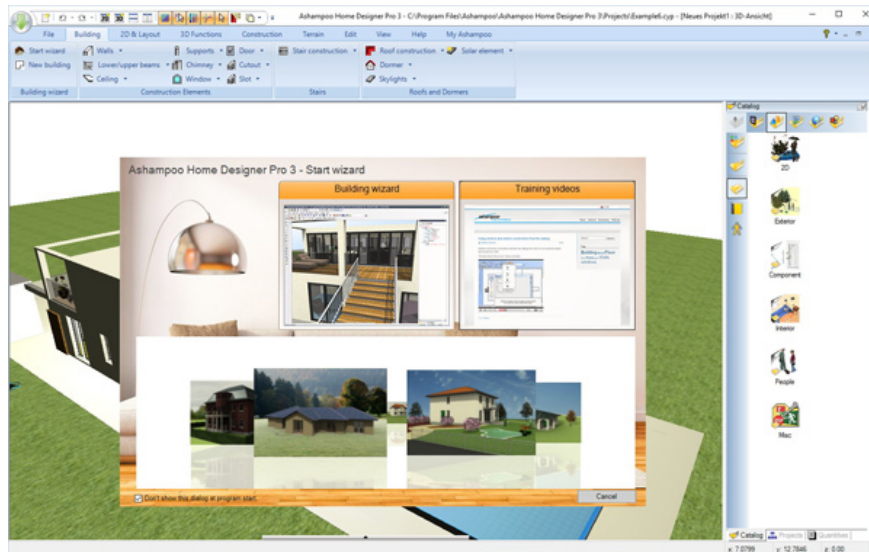 Ashampoo Home Designer Pro 3 - C:\Program Files\Ashampoo\Ashampoo Home Designer Pro 3\Projects\Example6.cyp - [Neues Projekt1 : 3D-Ansicht]
File Building 2D & Layout 3D Functions Construction Terrain Edit View Help My Ashampoo
Start wizard Walls Supports Door Stair construction Roof construction Solar element
New building Lower/upper beams Chimney Cutout Dormer
Ceiling Window Slot Skylights
Building wizard Construction Elements Stairs Roofs and Dormers
Catalog
2D
Exterior
Component
Interior
People
Misc
Ashampoo Home Designer Pro 3 - Start wizard
Building wizard Training videos
Don't show this dialog at program start.
Cancel
Catalog Projects Quantities
x: 7.0799 y: 12.7846 z: 0.00